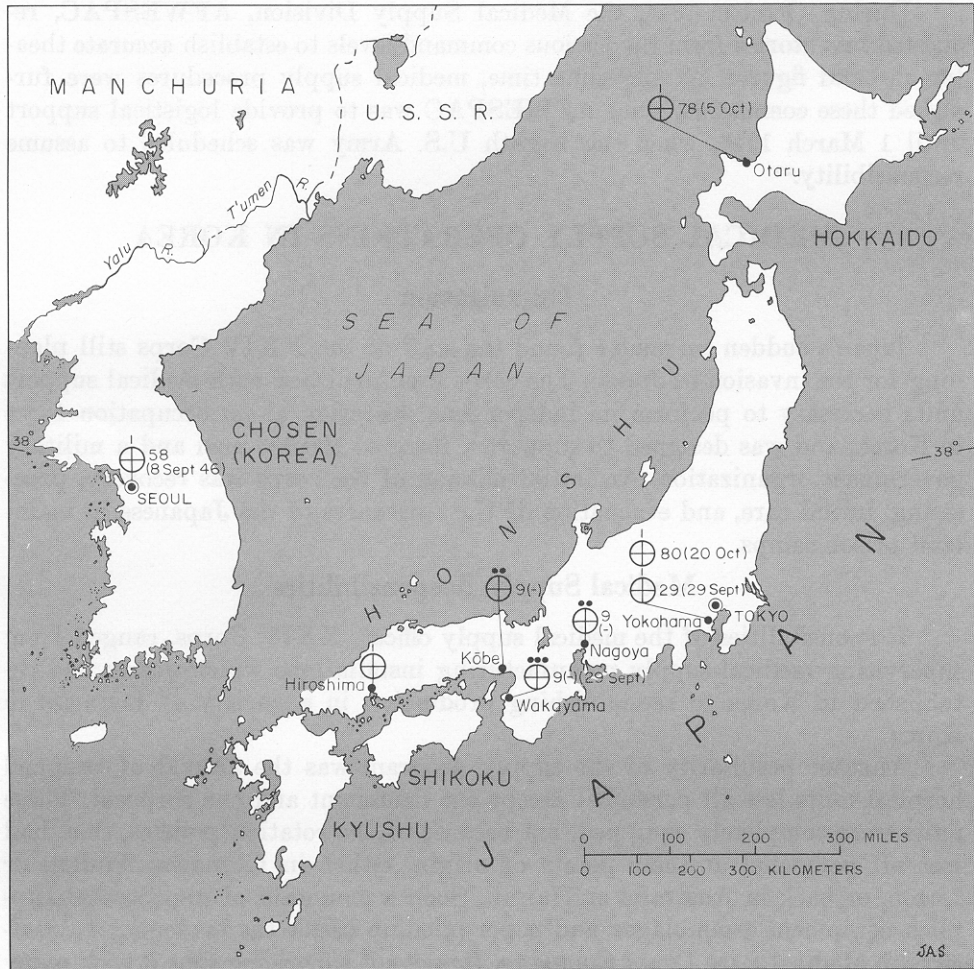 MANCHURIA
U.S.S.R.
78 (5 Oct)
Otaru
T'umen R.
Yalu R.
HOKKAIDO
SEA OF
JAPAN
HONSHU
38
CHOSEN
(KOREA)
38
58
(8 Sept 46)
SEOUL
80 (20 Oct)
29 (29 Sept)
9(-)
9
(-)
Yokohama
TOKYO
Nagoya
Kōbe
9(-)(29 Sept)
Hiroshima
Wakayama
JAPAN
SHIKOKU
KYUSHU
0 100 200 300 MILES
0 100 200 300 KILOMETERS
JAS